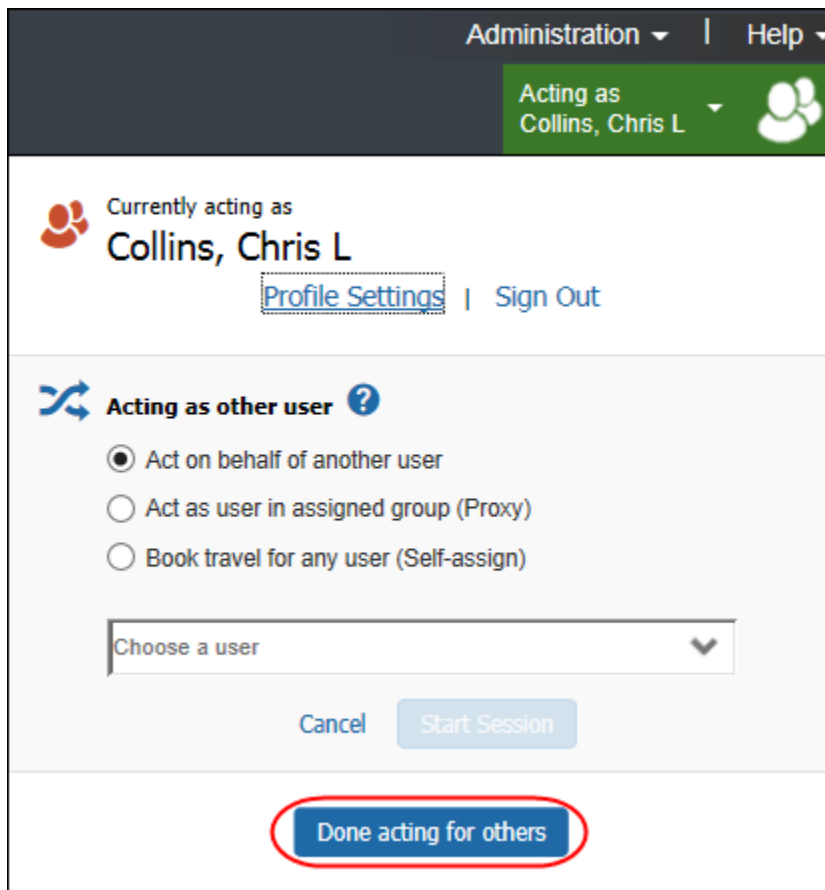 Administration | Help
Acting as
Collins, Chris L
Currently acting as
Collins, Chris L
Profile Settings | Sign Out
Acting as other user ?
Act on behalf of another user
Act as user in assigned group (Proxy)
Book travel for any user (Self-assign)
Choose a user
Cancel Start Session
Done acting for others